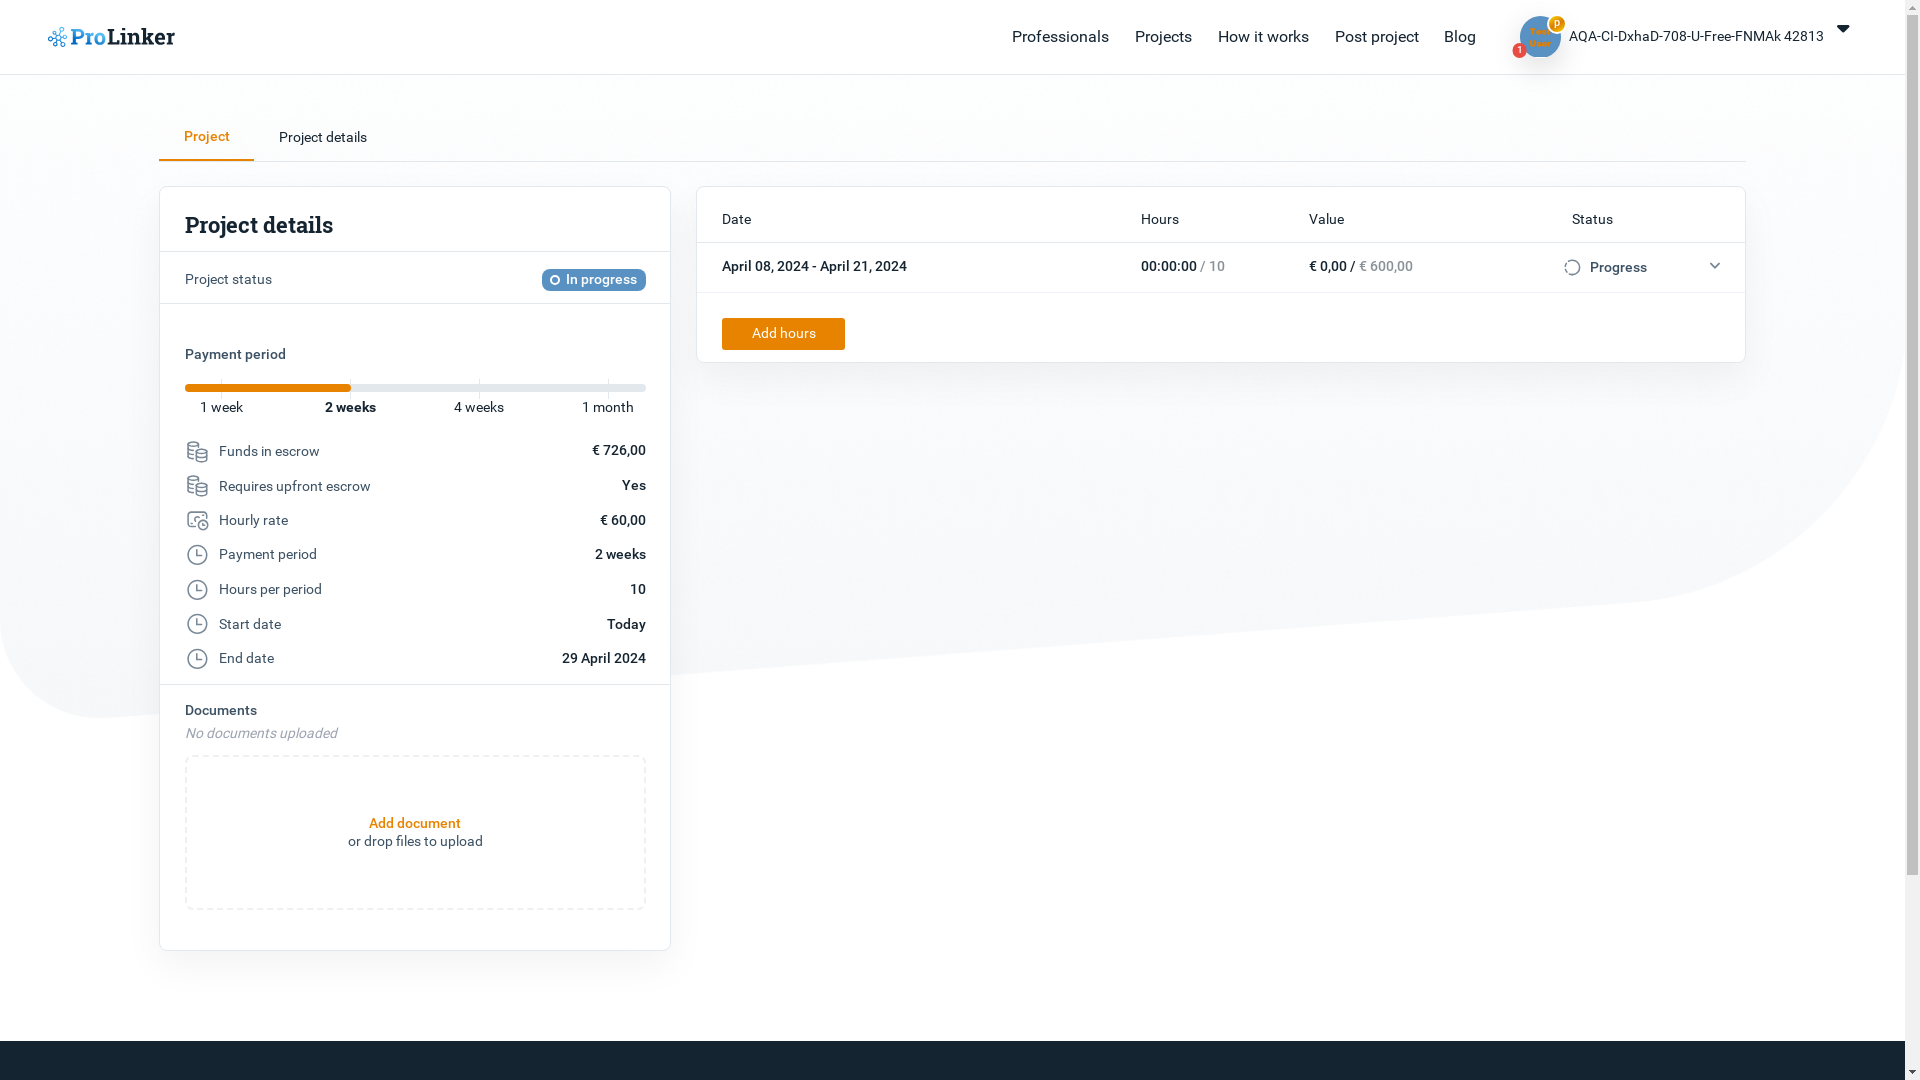 ProLinker
Professionals
Projects
How it works
Post project
Blog
p
Test
User
1
AQA-CI-DxhaD-708-U-Free-FNMAk 42813
Project
Project details
Project details
Project status
In progress
Payment period
1 week
2 weeks
4 weeks
1 month
Funds in escrow
€ 726,00
Requires upfront escrow
Yes
Hourly rate
€ 60,00
Payment period
2 weeks
Hours per period
10
Start date
Today
End date
29 April 2024
Documents
No documents uploaded
Add document
or drop files to upload
Date
Hours
Value
Status
April 08, 2024 - April 21, 2024
00:00:00 / 10
€ 0,00 / € 600,00
Progress
Add hours